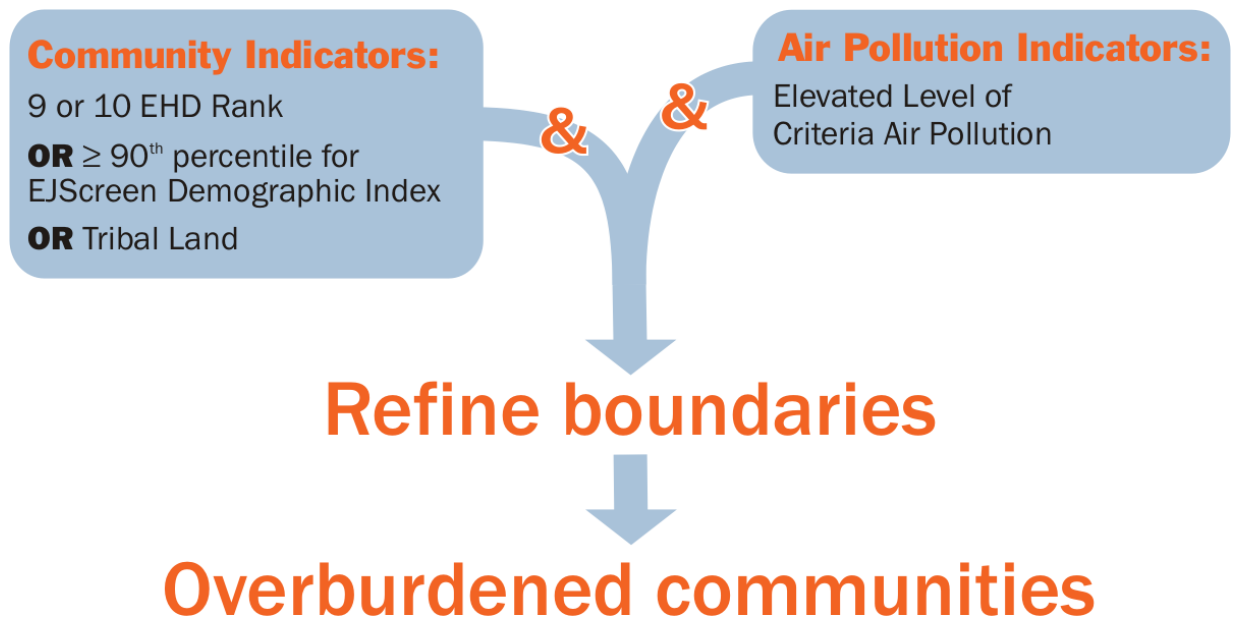 Community Indicators:
9 or 10 EHD Rank
OR ≥ 90th percentile for
EJScreen Demographic Index
OR Tribal Land
&
&
Air Pollution Indicators:
Elevated Level of
Criteria Air Pollution
Refine boundaries
Overburdened communities